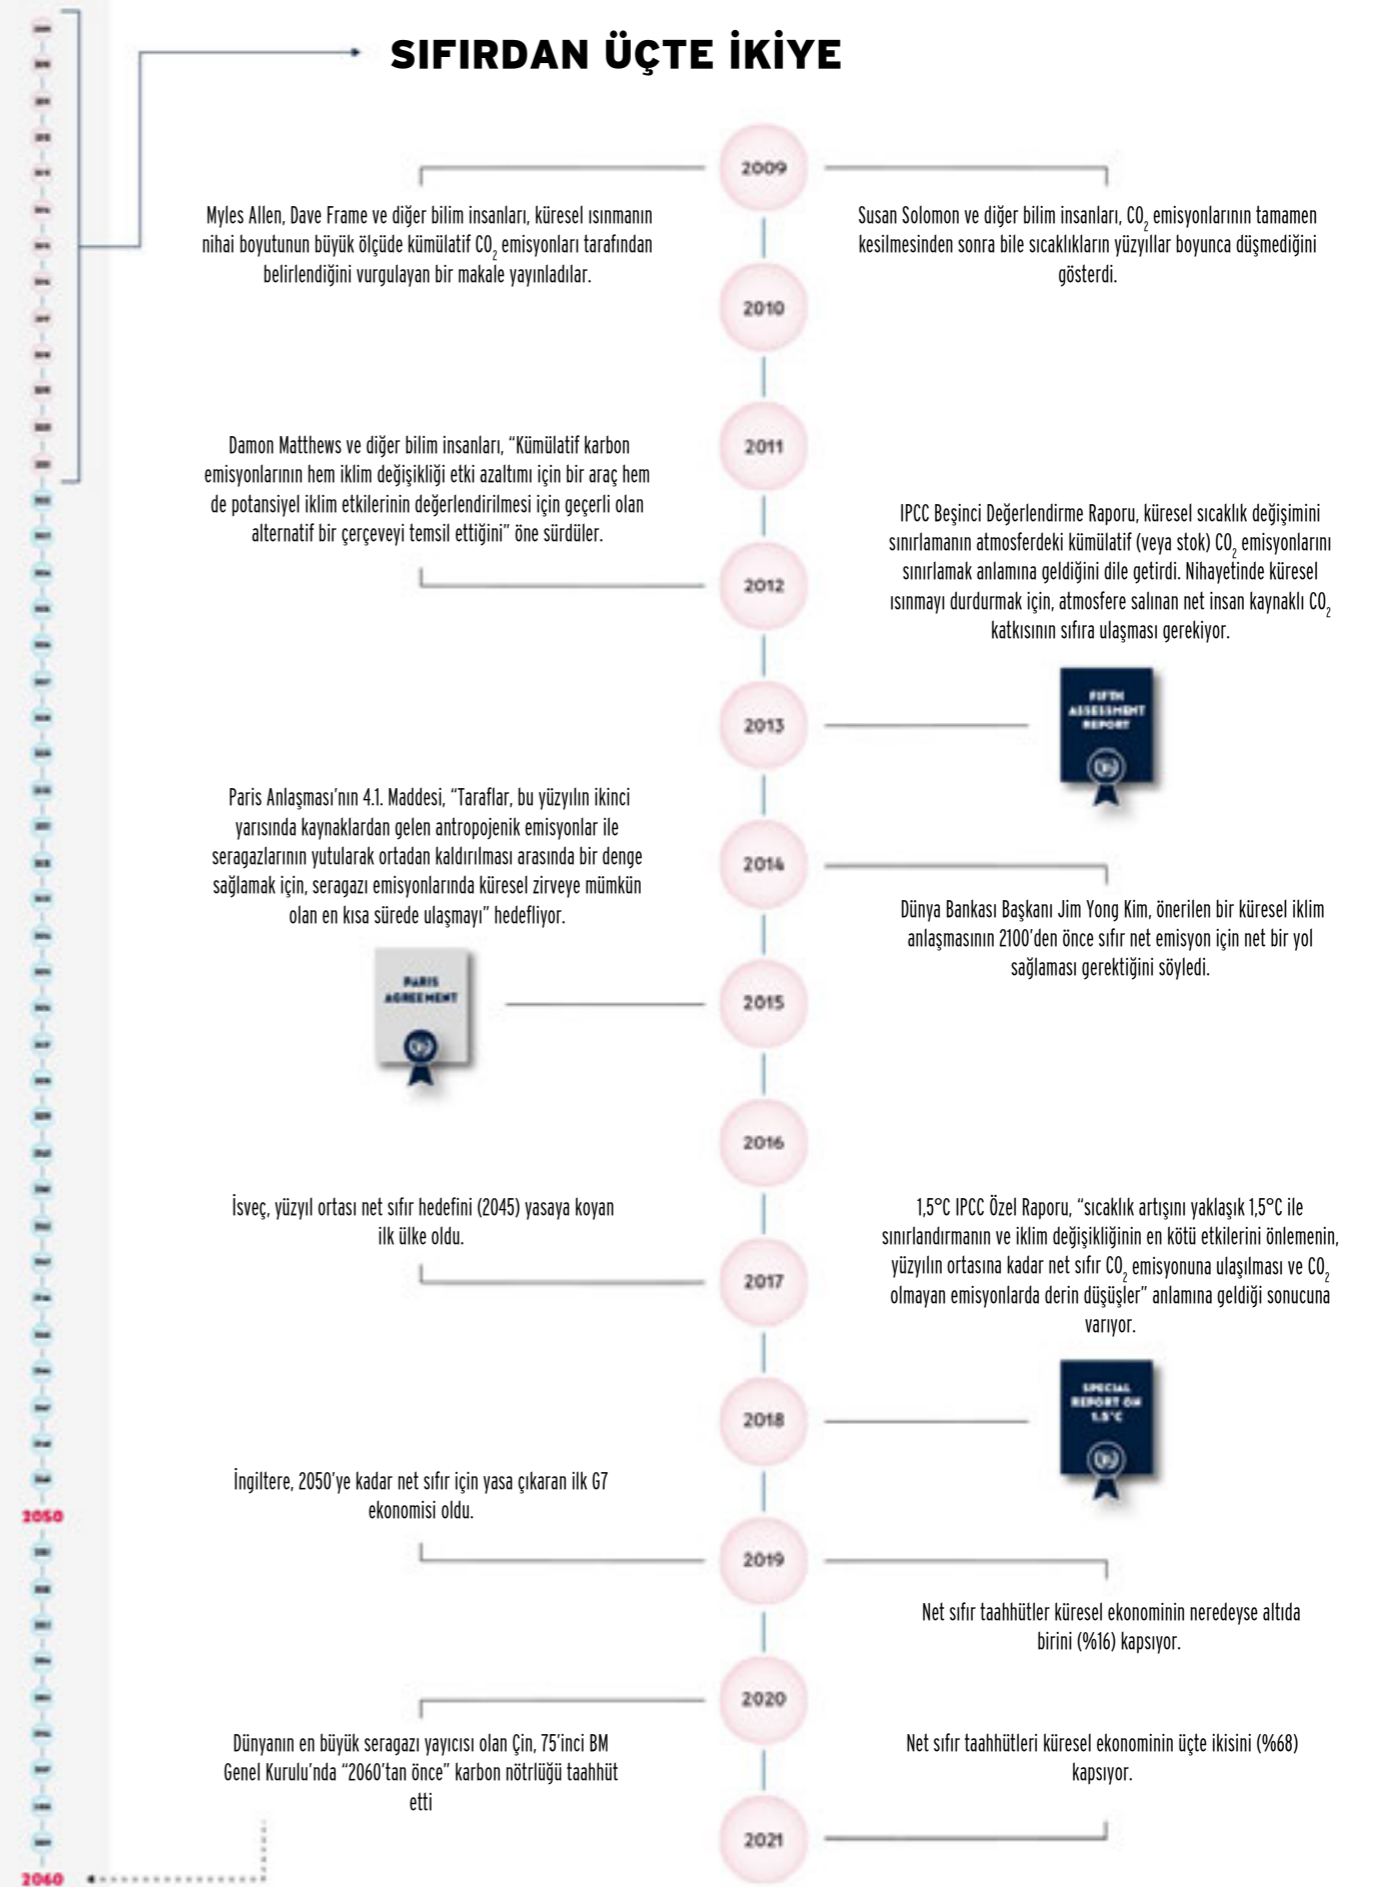 SIFIRDAN ÜÇTE İKİYE
2009
Myles Allen, Dave Frame ve diğer bilim insanları, küresel ısınmanın
nihai boyutunun büyük ölçüde kümülatif CO₂ emisyonları tarafından
belirlendiğini vurgulayan bir makale yayınladılar.
Susan Solomon ve diğer bilim insanları, CO₂ emisyonlarının tamamen
kesilmesinden sonra bile sıcaklıkların yüzyıllar boyunca düşmediğini
gösterdi.
2010
2011
Damon Matthews ve diğer bilim insanları, “Kümülatif karbon
emisyonlarının hem iklim değişikliği etki azaltımı için bir araç hem
de potansiyel iklim etkilerinin değerlendirilmesi için geçerli olan
alternatif bir çerçeveyi temsil ettiğini” öne sürdüler.
2012
IPCC Beşinci Değerlendirme Raporu, küresel sıcaklık değişimini
sınırlamanın atmosferdeki kümülatif (veya stok) CO₂ emisyonlarını
sınırlamak anlamına geldiğini dile getirdi. Nihayetinde küresel
ısınmayı durdurmak için, atmosfere salınan net insan kaynaklı CO₂
katkısının sıfıra ulaşması gerekiyor.
FIFTH
ASSESSMENT
REPORT
2013
2014
Dünya Bankası Başkanı Jim Yong Kim, önerilen bir küresel iklim
anlaşmasının 2100'den önce sıfır net emisyon için net bir yol
sağlaması gerektiğini söyledi.
Paris Anlaşması'nın 4.1. Maddesi, “Taraflar, bu yüzyılın ikinci
yarısında kaynaklardan gelen antropojenik emisyonlar ile
seragazlarının yutularak ortadan kaldırılması arasında bir denge
sağlamak için, seragazı emisyonlarında küresel zirveye mümkün
olan en kısa sürede ulaşmayı” hedefliyor.
PARIS
AGREEMENT
2015
2016
İsveç, yüzyıl ortası net sıfır hedefini (2045) yasaya koyan
ilk ülke oldu.
2017
1,5°C IPCC Özel Raporu, “sıcaklık artışını yaklaşık 1,5°C ile
sınırlandırmanın ve iklim değişikliğinin en kötü etkilerini önlemenin,
yüzyılın ortasına kadar net sıfır CO₂ emisyonuna ulaşılması ve CO₂
olmayan emisyonlarda derin düşüşler” anlamına geldiği sonucuna
varıyor.
SPECIAL
REPORT ON
1.5°C
2018
İngiltere, 2050'ye kadar net sıfır için yasa çıkaran ilk G7
ekonomisi oldu.
2019
Net sıfır taahhütler küresel ekonominin neredeyse altıda
birini (%16) kapsıyor.
2020
Dünyanın en büyük seragazı yayıcısı olan Çin, 75'inci BM
Genel Kurulu'nda “2060'tan önce” karbon nötrlüğü taahhüt
etti
Net sıfır taahhütleri küresel ekonominin üçte ikisini (%68)
kapsıyor.
2021
2050
2060